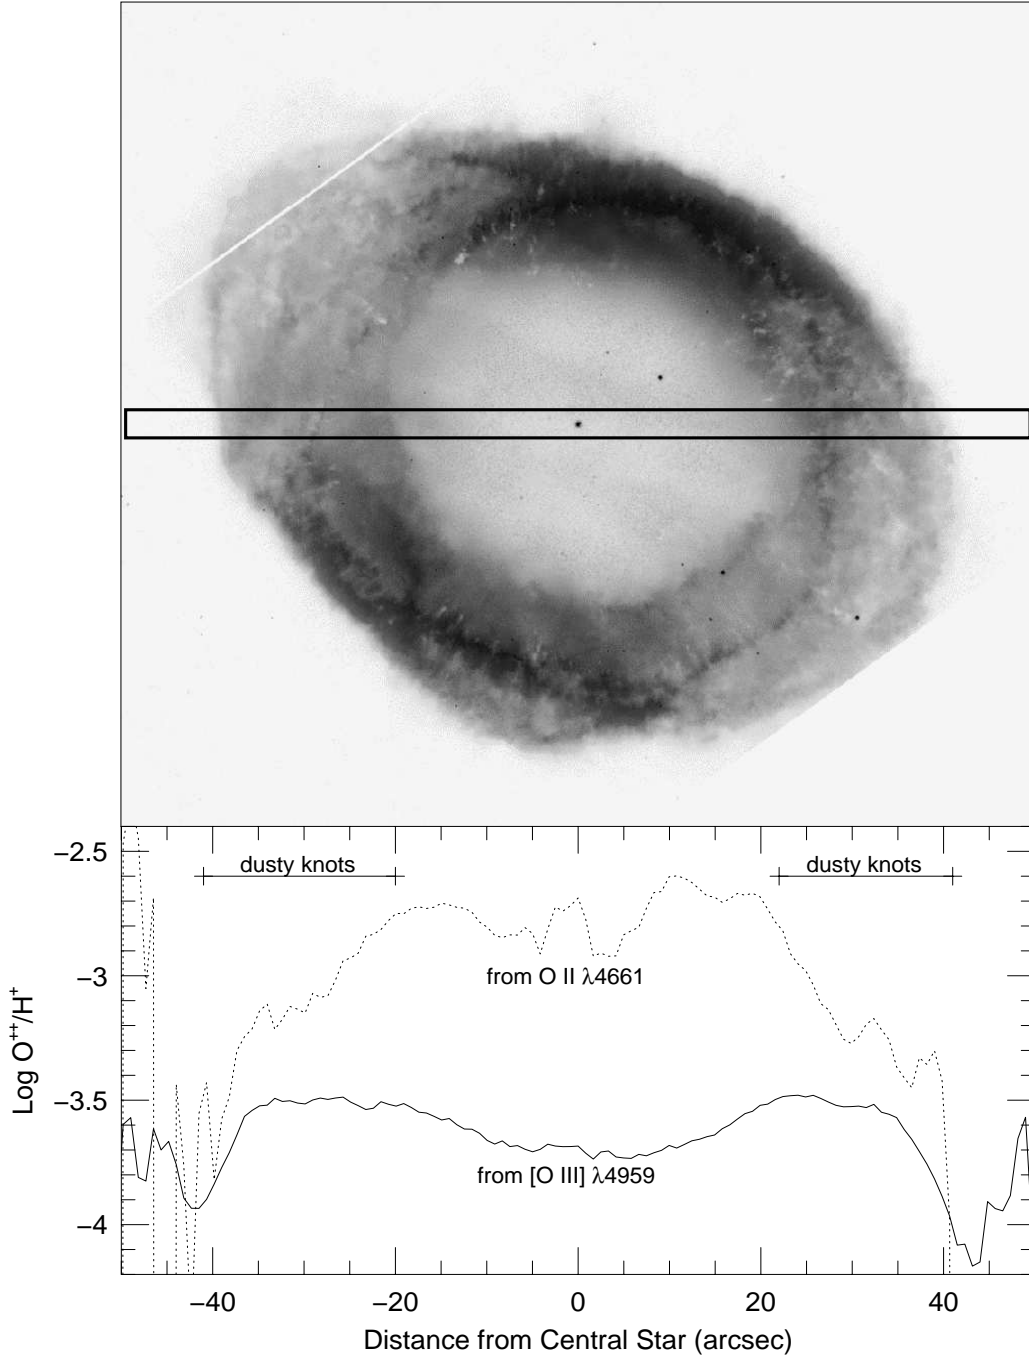 −2.5
−3
−3.5
−4
Log O⁺⁺/H⁺
dusty knots
dusty knots
from O II λ4661
from [O III] λ4959
−40
−20
0
20
40
Distance from Central Star (arcsec)